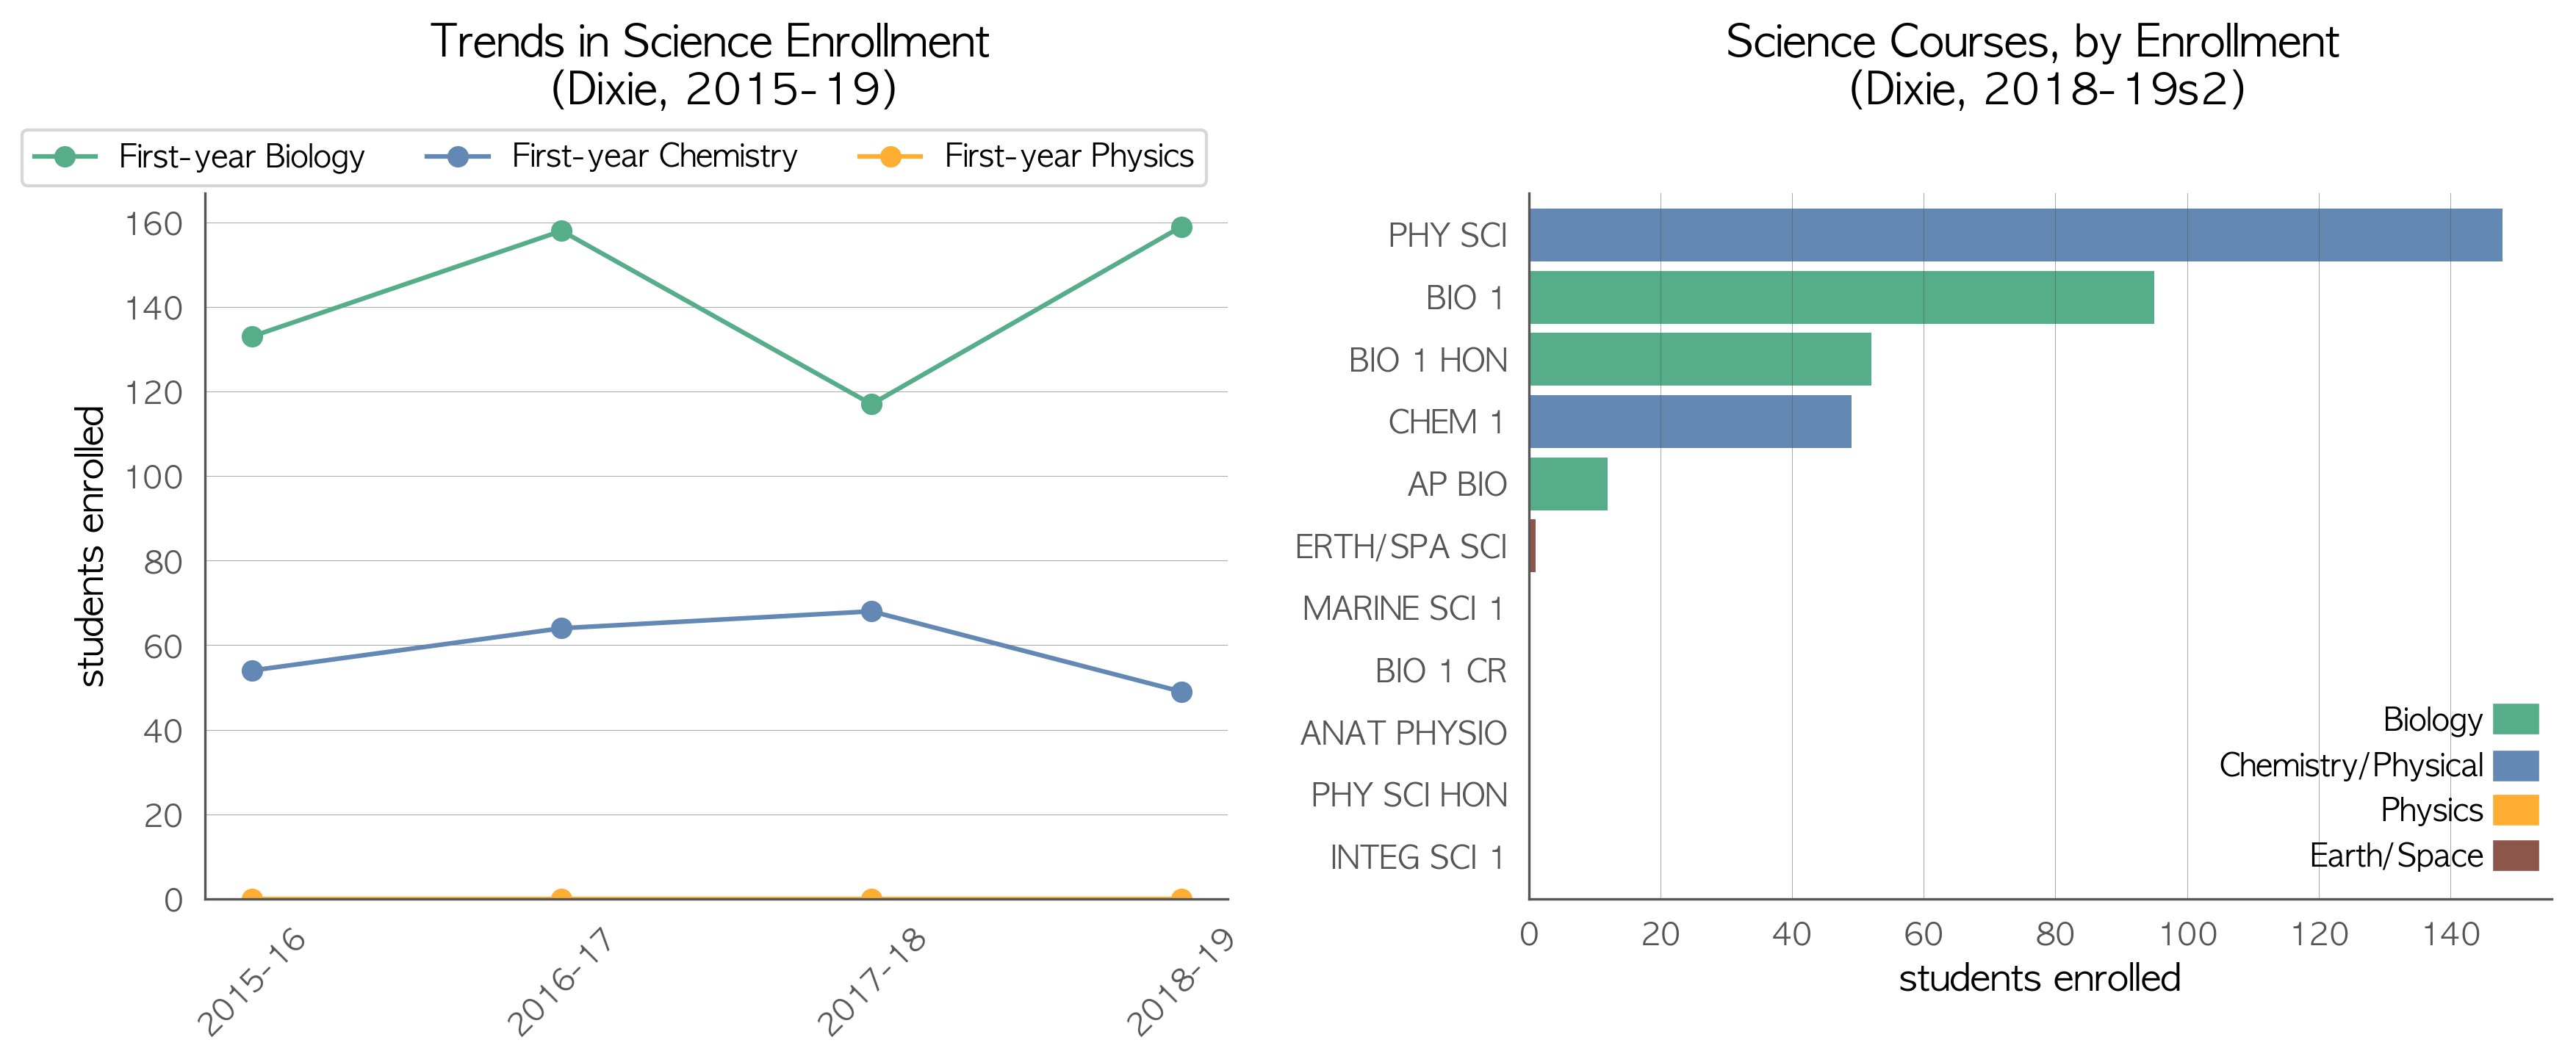 Trends in Science Enrollment
(Dixie, 2015-19)
First-year Biology
First-year Chemistry
First-year Physics
160
140
120
100
80
60
40
20
0
students enrolled
2015-16
2016-17
2017-18
2018-19
Science Courses, by Enrollment
(Dixie, 2018-19s2)
PHY SCI
BIO 1
BIO 1 HON
CHEM 1
AP BIO
ERTH/SPA SCI
MARINE SCI 1
BIO 1 CR
ANAT PHYSIO
PHY SCI HON
INTEG SCI 1
Biology
Chemistry/Physical
Physics
Earth/Space
0
20
40
60
80
100
120
140
students enrolled